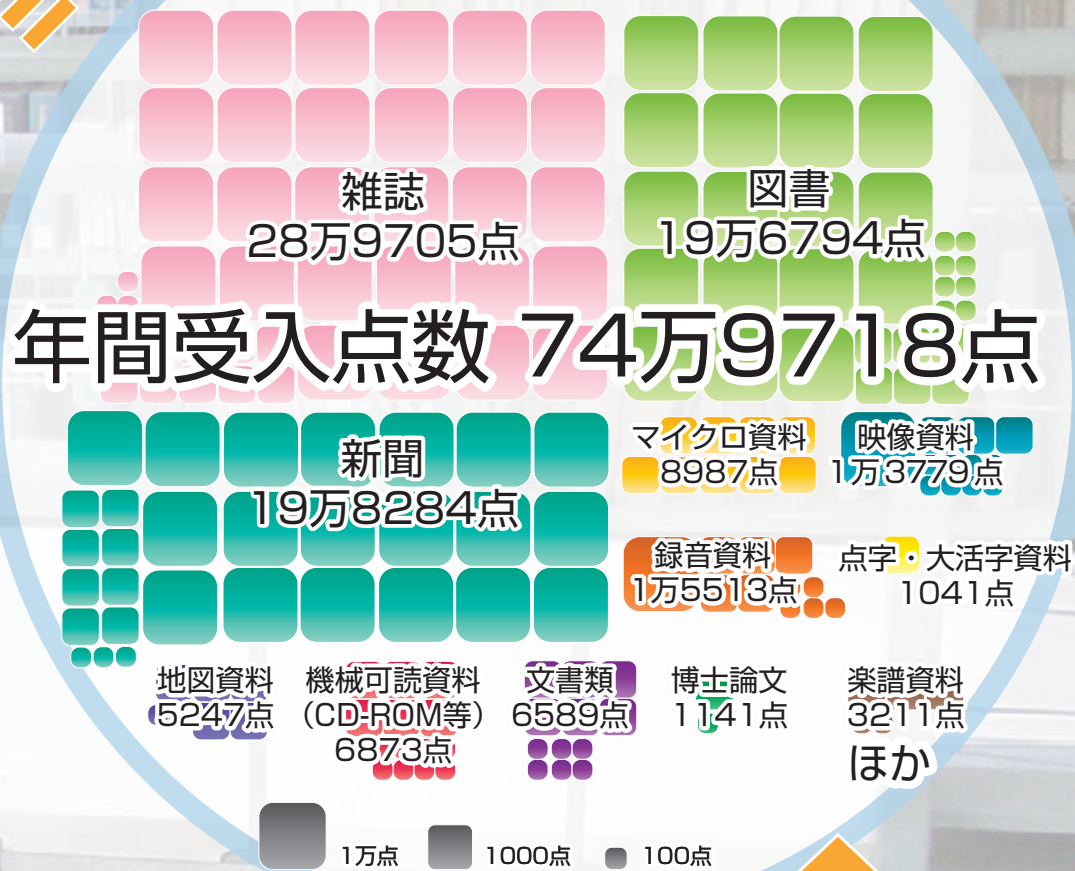 雑誌
28万9705点
図書
19万6794点
年間受入点数 74万9718点
新聞
19万8284点
マイクロ資料
8987点
映像資料
1万3779点
録音資料
1万5513点
点字・大活字資料
1041点
地図資料
5247点
機械可読資料
（CD-ROM等）
6873点
文書類
6589点
博士論文
1141点
楽譜資料
3211点
ほか
1万点
1000点
100点